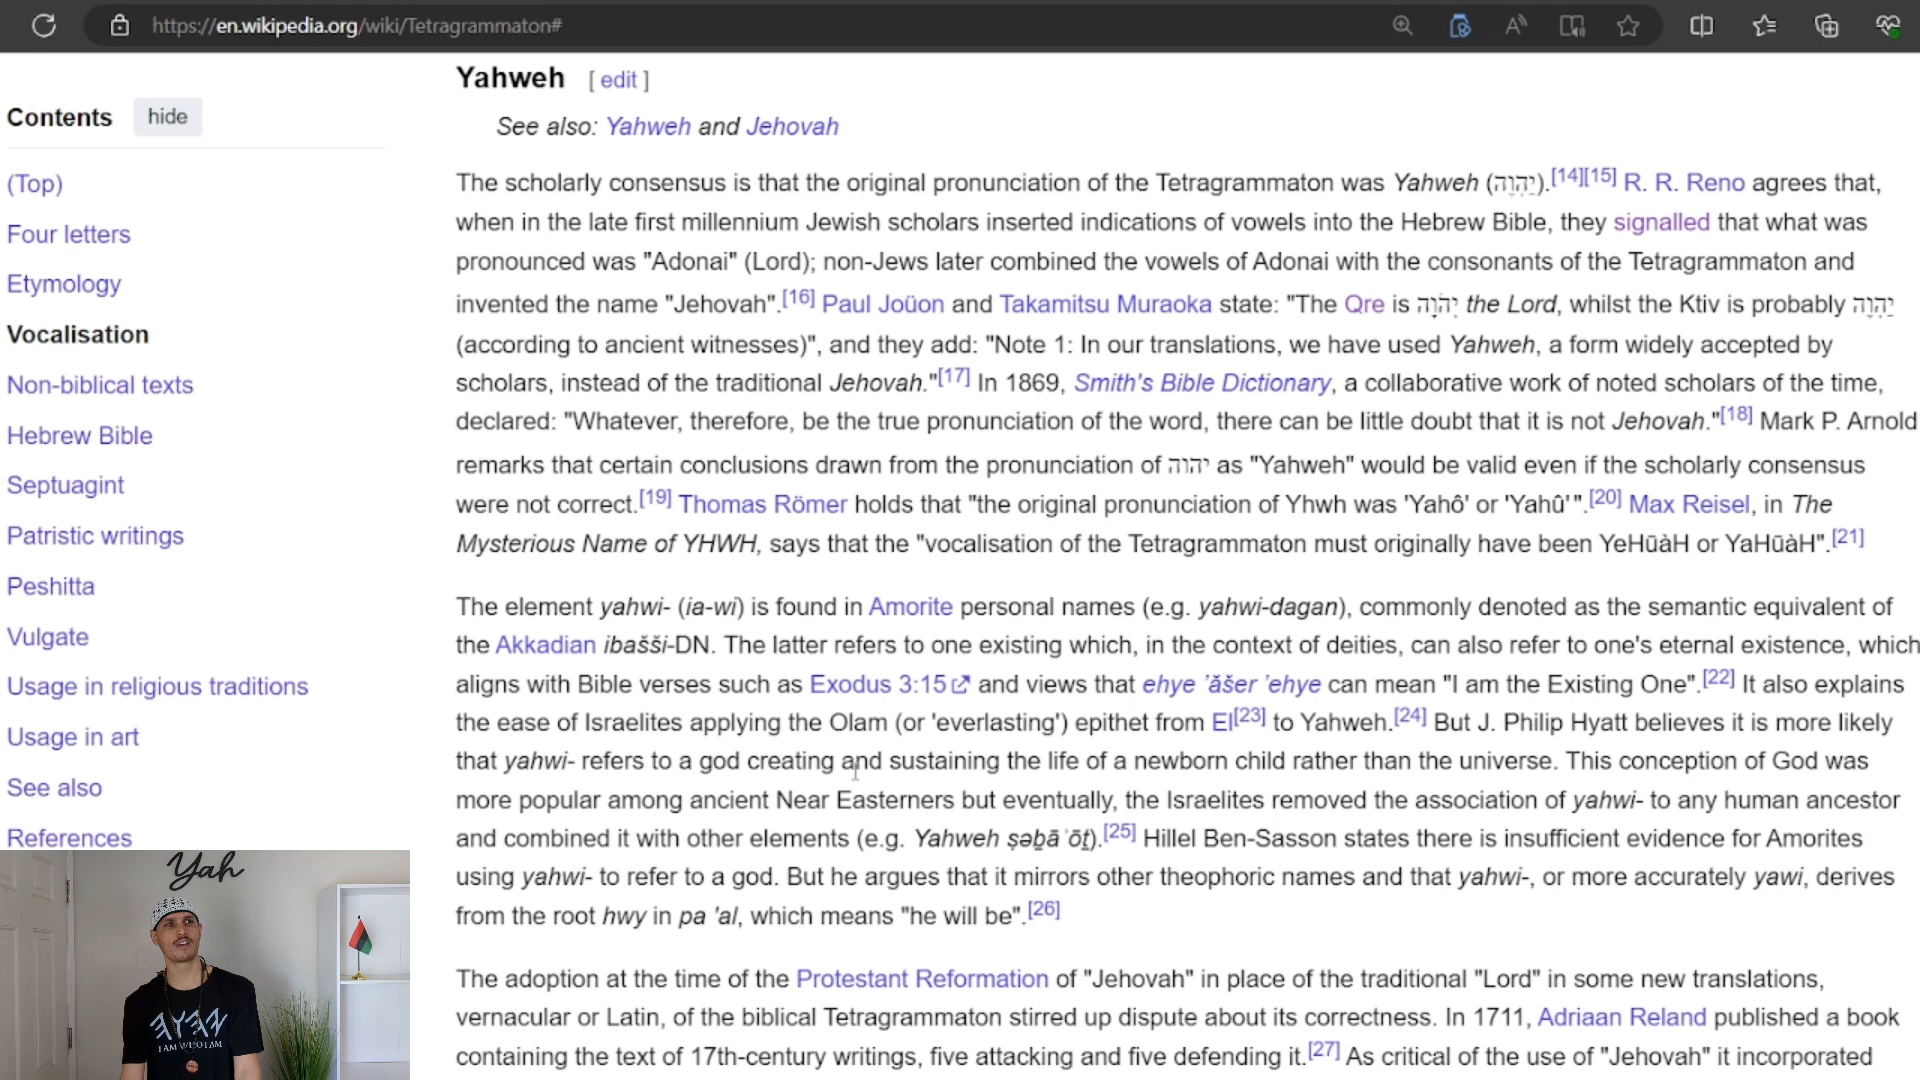 https://en.wikipedia.org/wiki/Tetragrammaton#
Contents hide
(Top)
Four letters
Etymology
Vocalisation
Non-biblical texts
Hebrew Bible
Septuagint
Patristic writings
Peshitta
Vulgate
Usage in religious traditions
Usage in art
See also
References
Yahweh [ edit ]
See also: Yahweh and Jehovah
The scholarly consensus is that the original pronunciation of the Tetragrammaton was Yahweh (יַהְוֶה).[14][15] R. R. Reno agrees that,
when in the late first millennium Jewish scholars inserted indications of vowels into the Hebrew Bible, they signalled that what was
pronounced was "Adonai" (Lord); non-Jews later combined the vowels of Adonai with the consonants of the Tetragrammaton and
invented the name "Jehovah".[16] Paul Joüon and Takamitsu Muraoka state: "The Qre is יְהֹוָה the Lord, whilst the Ktiv is probably יַהְוֶה
(according to ancient witnesses)", and they add: "Note 1: In our translations, we have used Yahweh, a form widely accepted by
scholars, instead of the traditional Jehovah."[17] In 1869, Smith's Bible Dictionary, a collaborative work of noted scholars of the time,
declared: "Whatever, therefore, be the true pronunciation of the word, there can be little doubt that it is not Jehovah."[18] Mark P. Arnold
remarks that certain conclusions drawn from the pronunciation of יהוה as "Yahweh" would be valid even if the scholarly consensus
were not correct.[19] Thomas Römer holds that "the original pronunciation of Yhwh was 'Yahô' or 'Yahû'".[20] Max Reisel, in The
Mysterious Name of YHWH, says that the "vocalisation of the Tetragrammaton must originally have been YeHūàH or YaHūàH".[21]
The element yahwi- (ia-wi) is found in Amorite personal names (e.g. yahwi-dagan), commonly denoted as the semantic equivalent of
the Akkadian ibašši-DN. The latter refers to one existing which, in the context of deities, can also refer to one's eternal existence, which
aligns with Bible verses such as Exodus 3:15 and views that ehye 'ăšer 'ehye can mean "I am the Existing One".[22] It also explains
the ease of Israelites applying the Olam (or 'everlasting') epithet from El[23] to Yahweh.[24] But J. Philip Hyatt believes it is more likely
that yahwi- refers to a god creating and sustaining the life of a newborn child rather than the universe. This conception of God was
more popular among ancient Near Easterners but eventually, the Israelites removed the association of yahwi- to any human ancestor
and combined it with other elements (e.g. Yahweh ṣəḇāʾōṯ).[25] Hillel Ben-Sasson states there is insufficient evidence for Amorites
using yahwi- to refer to a god. But he argues that it mirrors other theophoric names and that yahwi-, or more accurately yawi, derives
from the root hwy in pa 'al, which means "he will be".[26]
The adoption at the time of the Protestant Reformation of "Jehovah" in place of the traditional "Lord" in some new translations,
vernacular or Latin, of the biblical Tetragrammaton stirred up dispute about its correctness. In 1711, Adriaan Reland published a book
containing the text of 17th-century writings, five attacking and five defending it.[27] As critical of the use of "Jehovah" it incorporated
Yah
𐤉𐤄𐤅𐤄
I AM WHO I AM